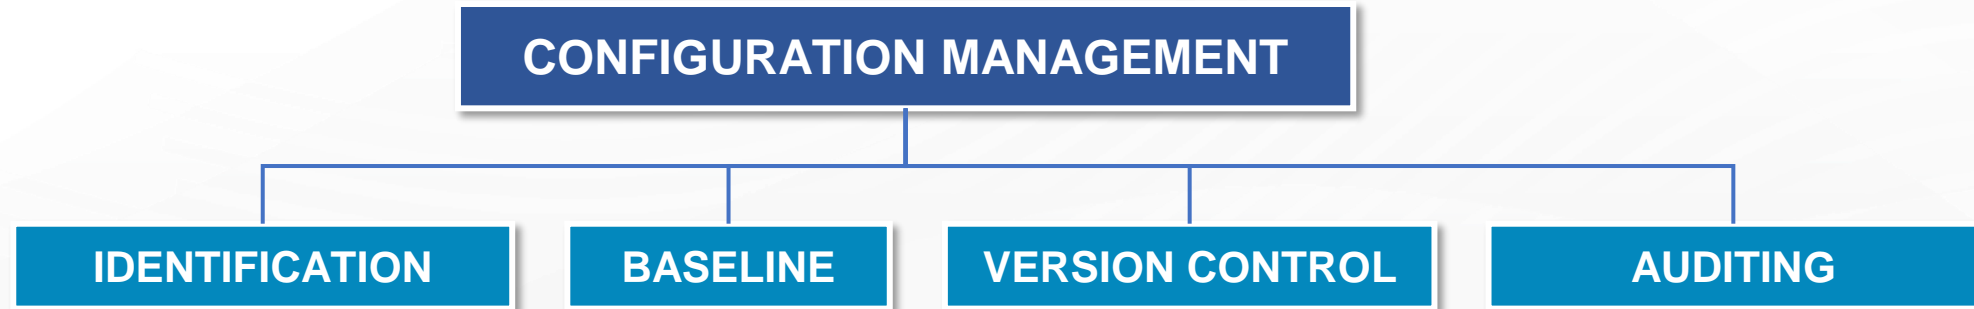 CONFIGURATION MANAGEMENT
IDENTIFICATION
BASELINE
VERSION CONTROL
AUDITING